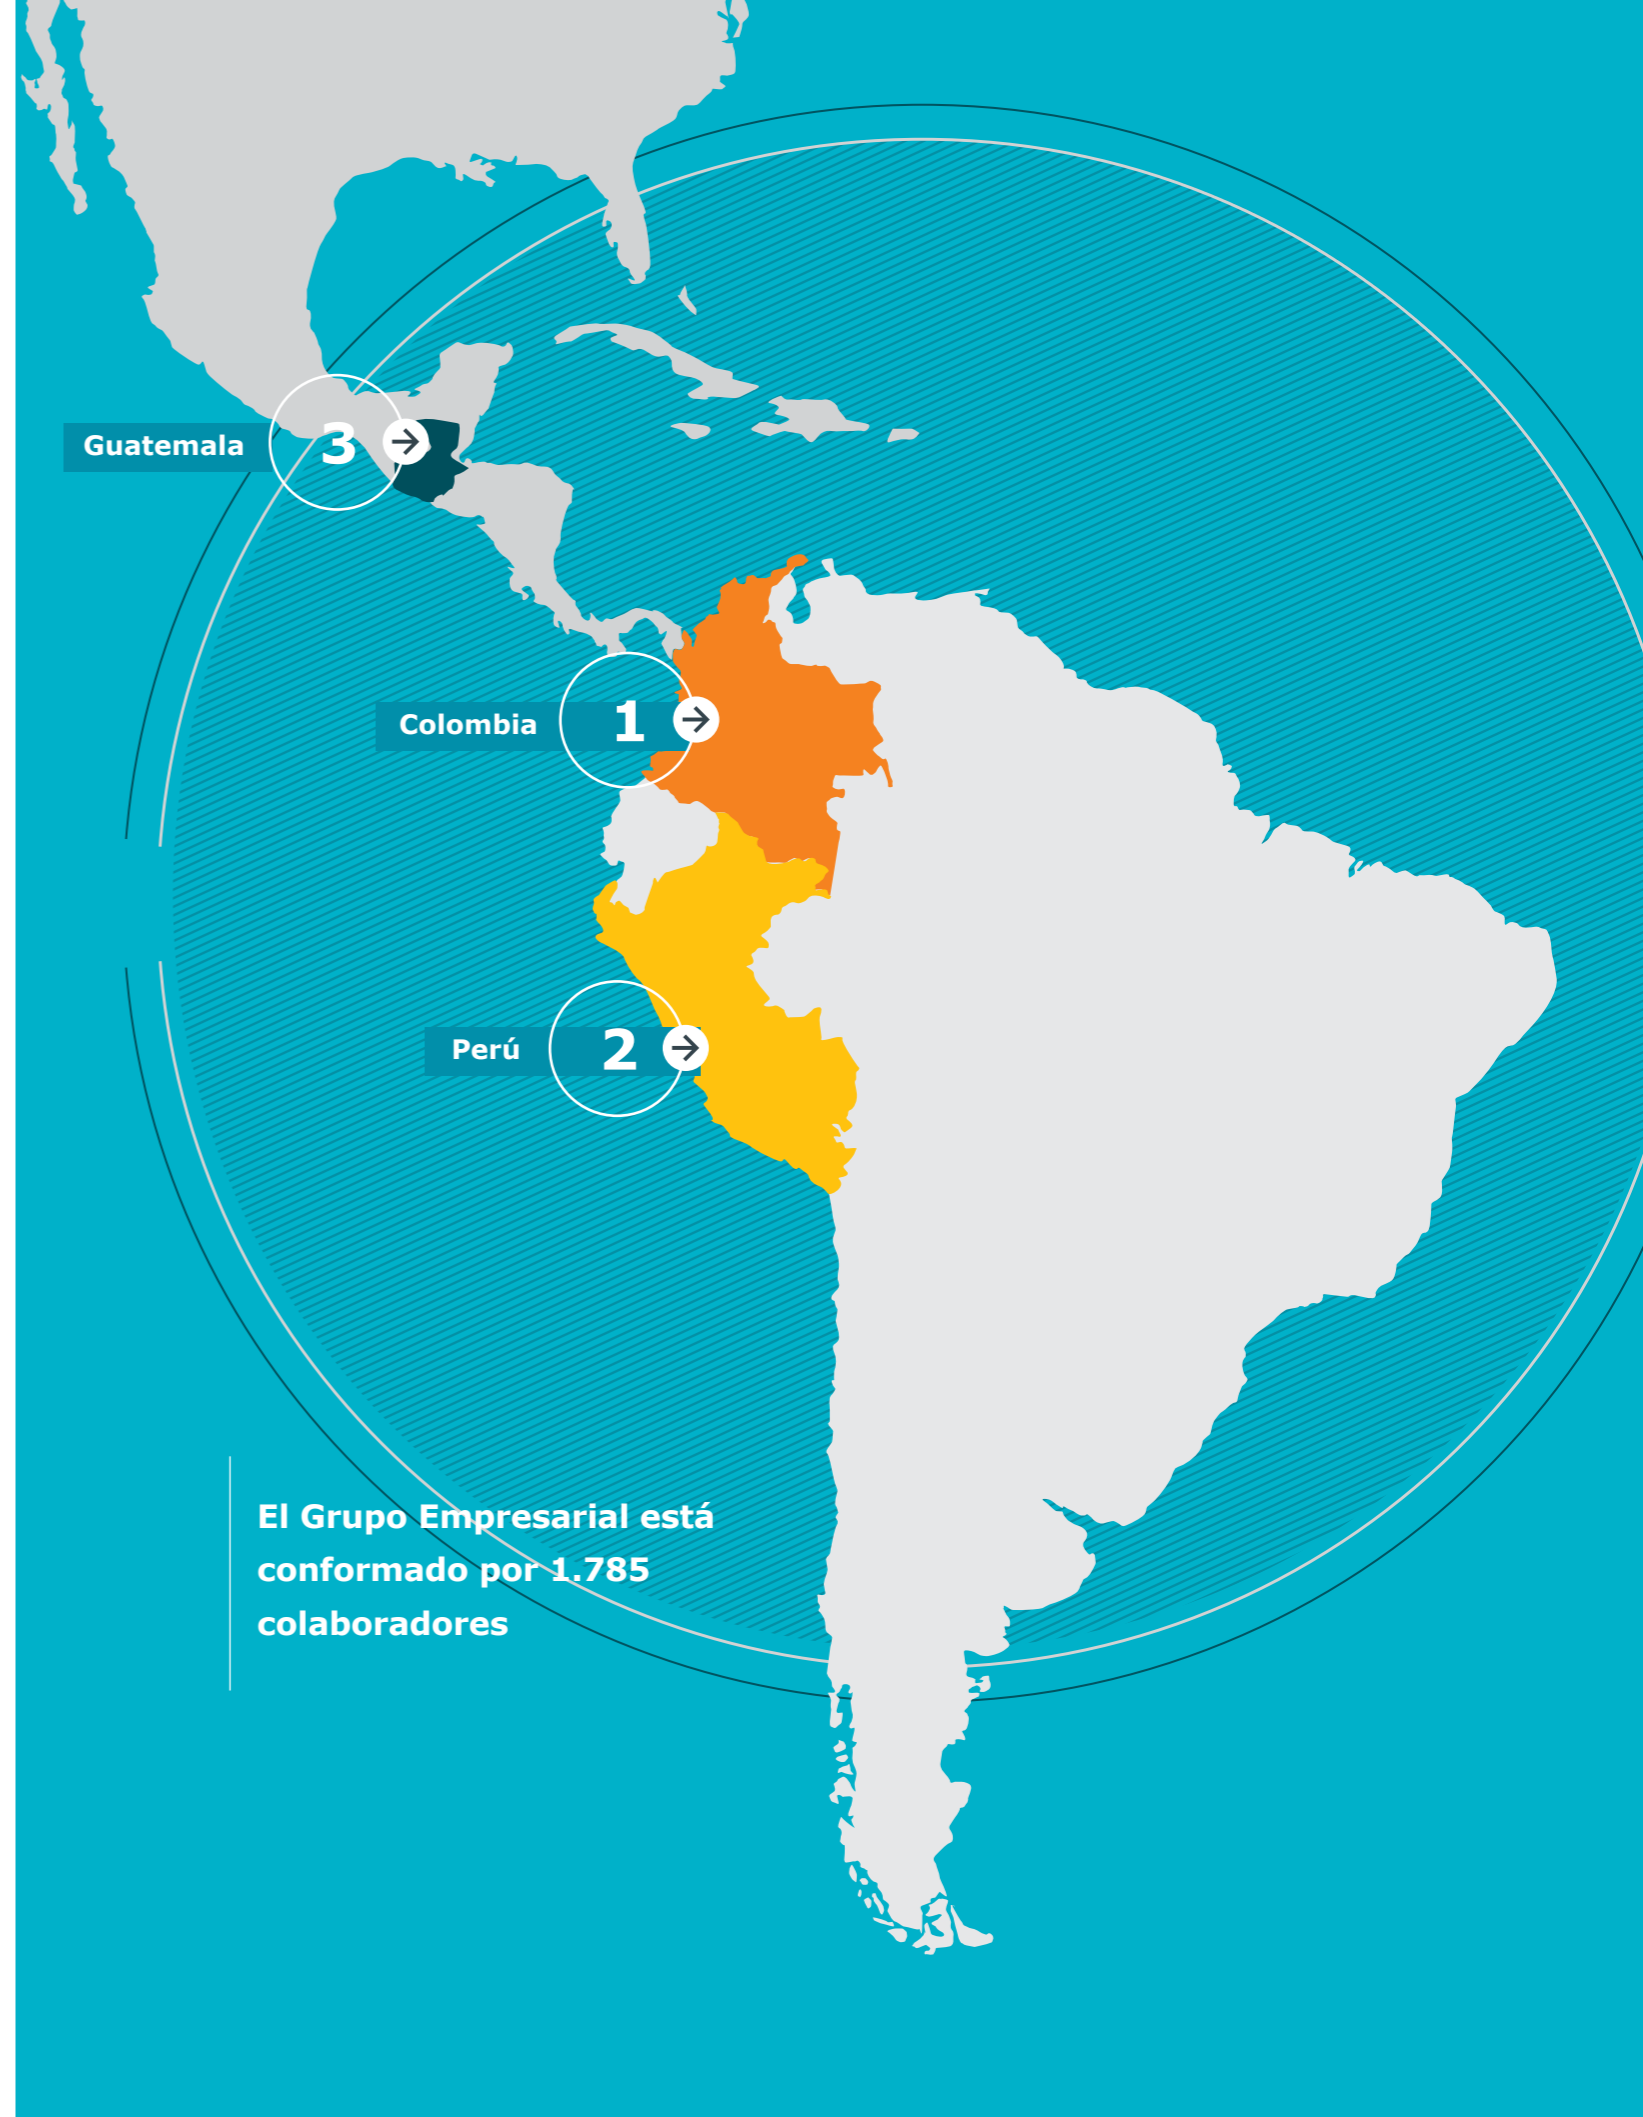 Guatemala 3
Colombia 1
Perú 2
El Grupo Empresarial está
conformado por 1.785
colaboradores